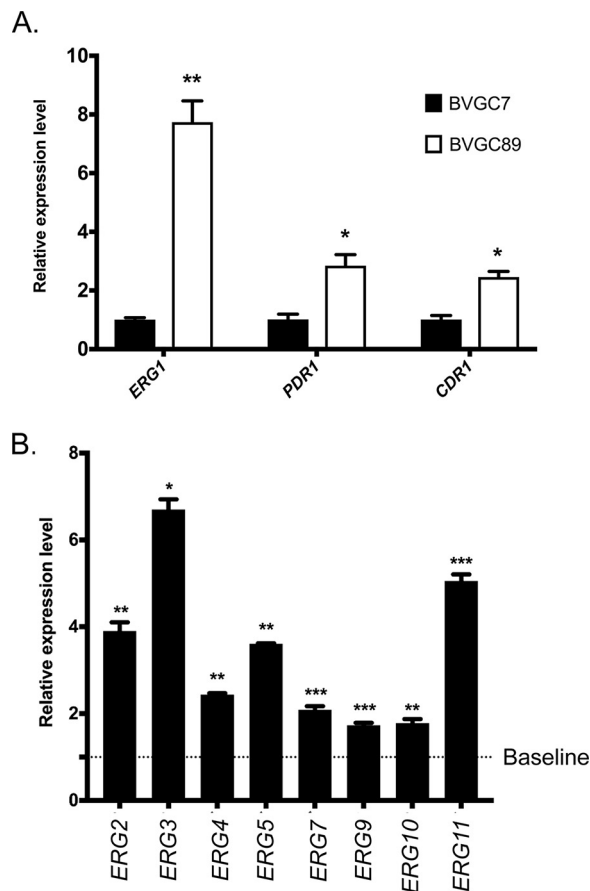 A.
10
8
6
4
2
0
Relative expression level
**
*
*
BVGC7
BVGC89
ERG1
PDR1
CDR1
B.
8
6
4
2
0
Relative expression level
**
*
**
**
***
***
**
***
Baseline
ERG2
ERG3
ERG4
ERG5
ERG7
ERG9
ERG10
ERG11